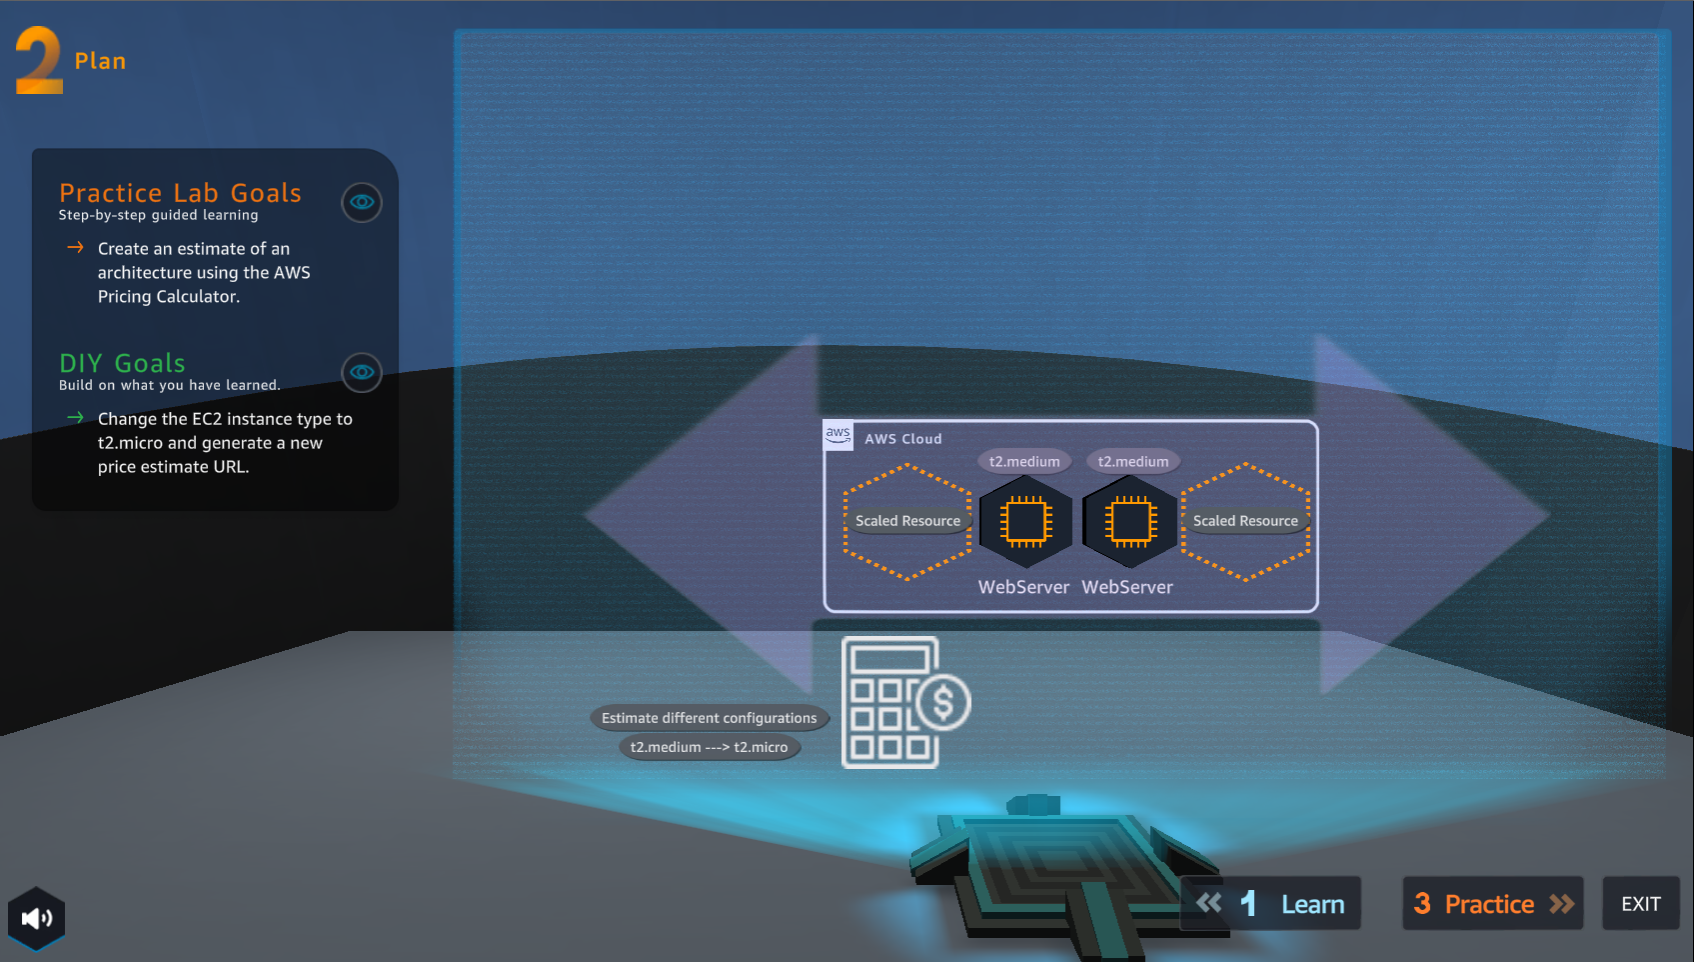 2 Plan
Practice Lab Goals
Step-by-step guided learning
→ Create an estimate of an
architecture using the AWS
Pricing Calculator.
DIY Goals
Build on what you have learned.
→ Change the EC2 instance type to
t2.micro and generate a new
price estimate URL.
aws AWS Cloud
t2.medium t2.medium
Scaled Resource Scaled Resource
WebServer WebServer
$
Estimate different configurations
t2.medium ---> t2.micro
1 Learn
3 Practice
EXIT